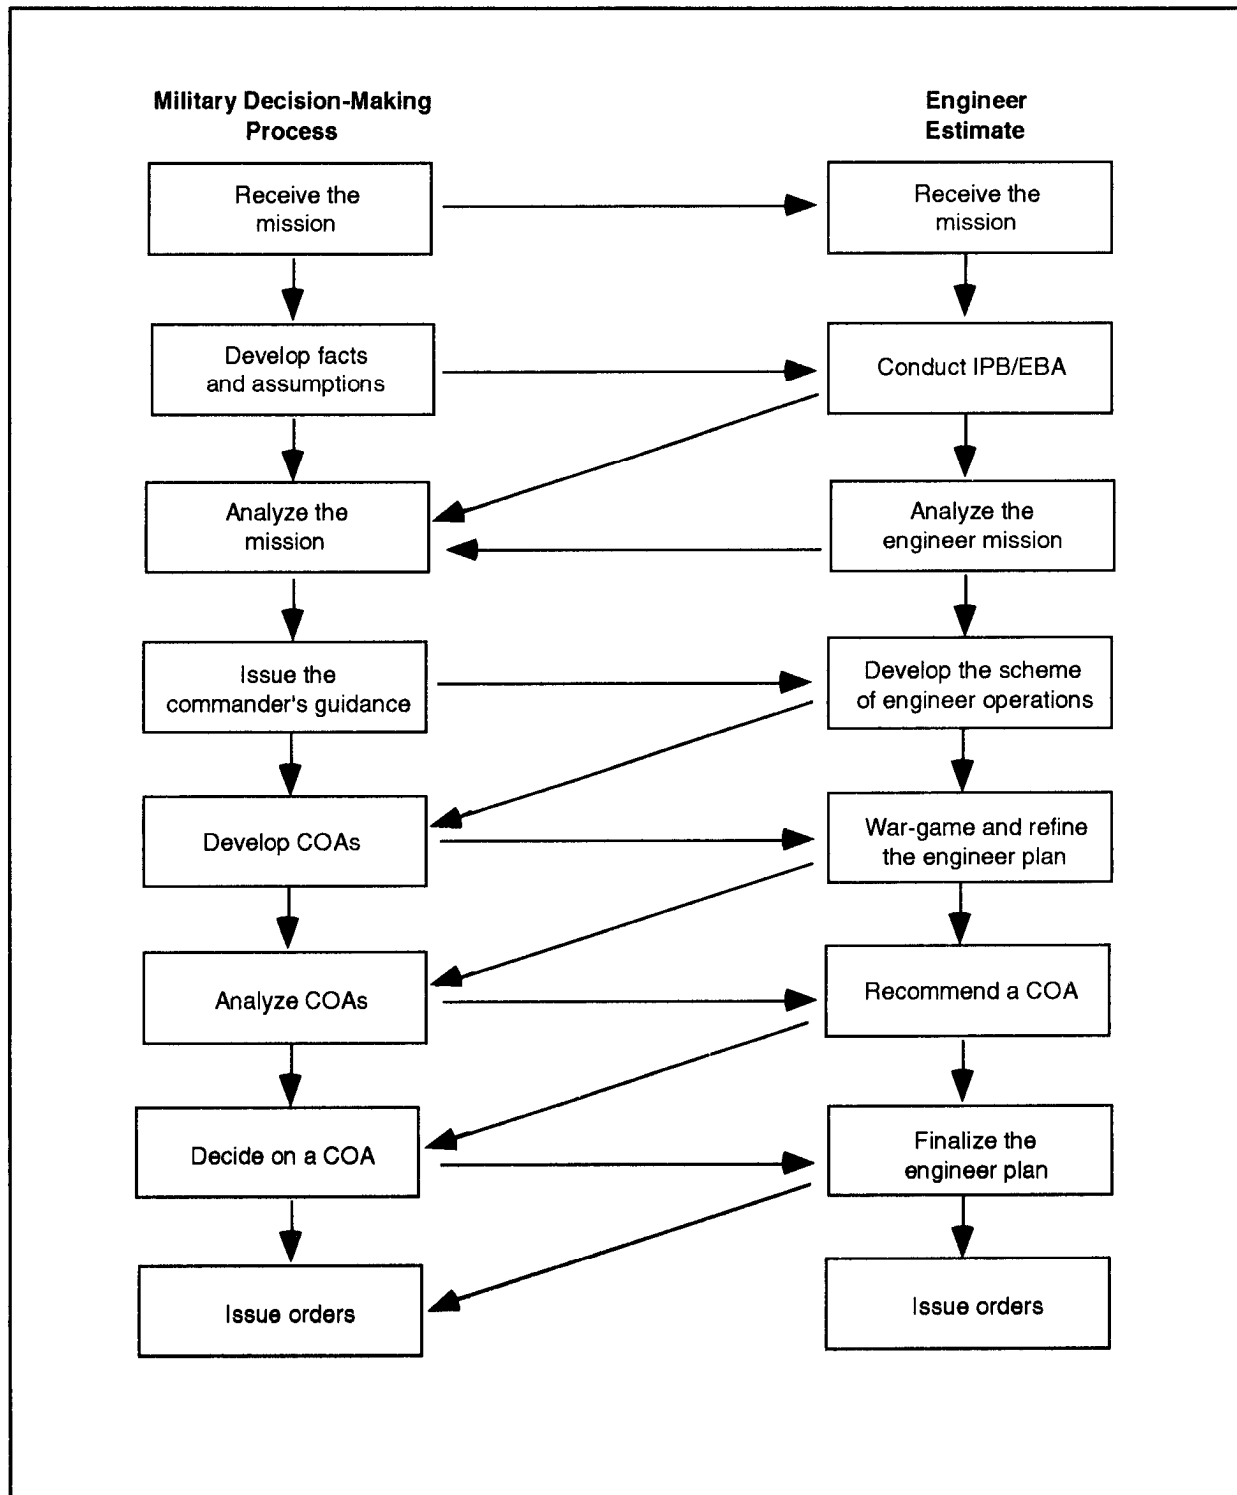 Military Decision-Making
Process
Engineer
Estimate
Receive the
mission
Receive the
mission
Develop facts
and assumptions
Conduct IPB/EBA
Analyze the
mission
Analyze the
engineer mission
Issue the
commander's guidance
Develop the scheme
of engineer operations
Develop COAs
War-game and refine
the engineer plan
Analyze COAs
Recommend a COA
Decide on a COA
Finalize the
engineer plan
Issue orders
Issue orders